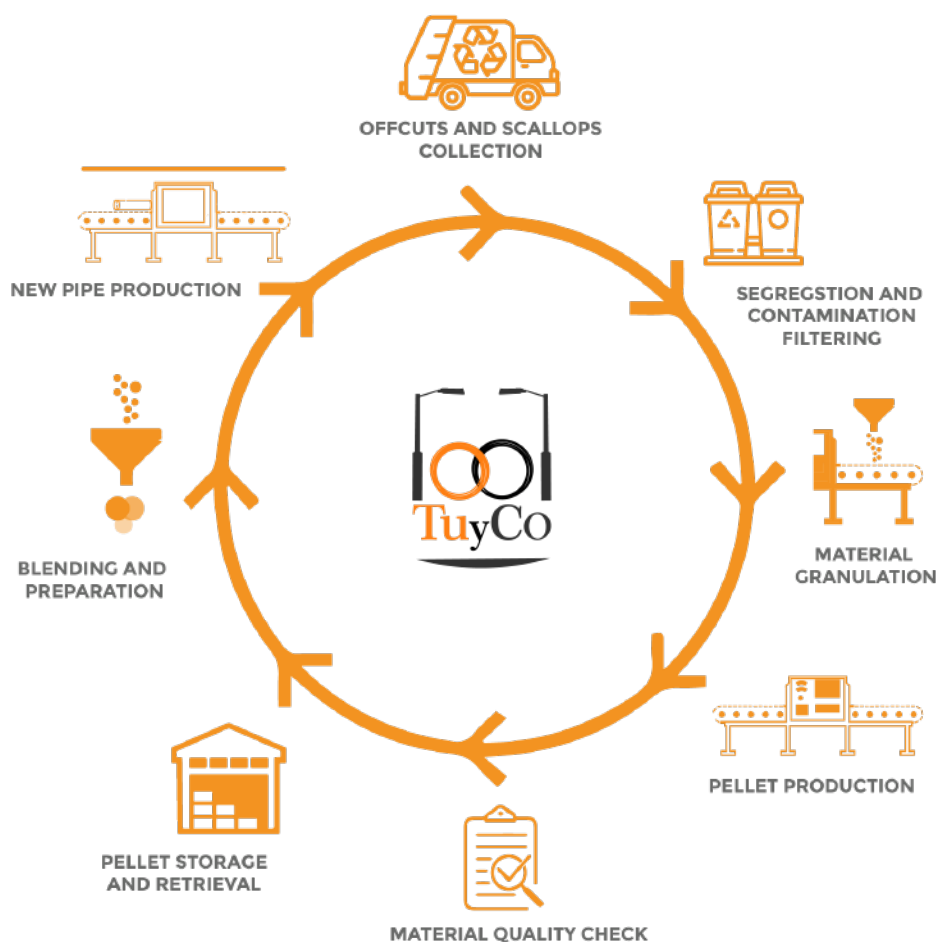 OFFCUTS AND SCALLOPS
COLLECTION
SEGREGSTION AND
CONTAMINATION
FILTERING
MATERIAL
GRANULATION
PELLET PRODUCTION
MATERIAL QUALITY CHECK
PELLET STORAGE
AND RETRIEVAL
BLENDING AND
PREPARATION
NEW PIPE PRODUCTION
TuyCo